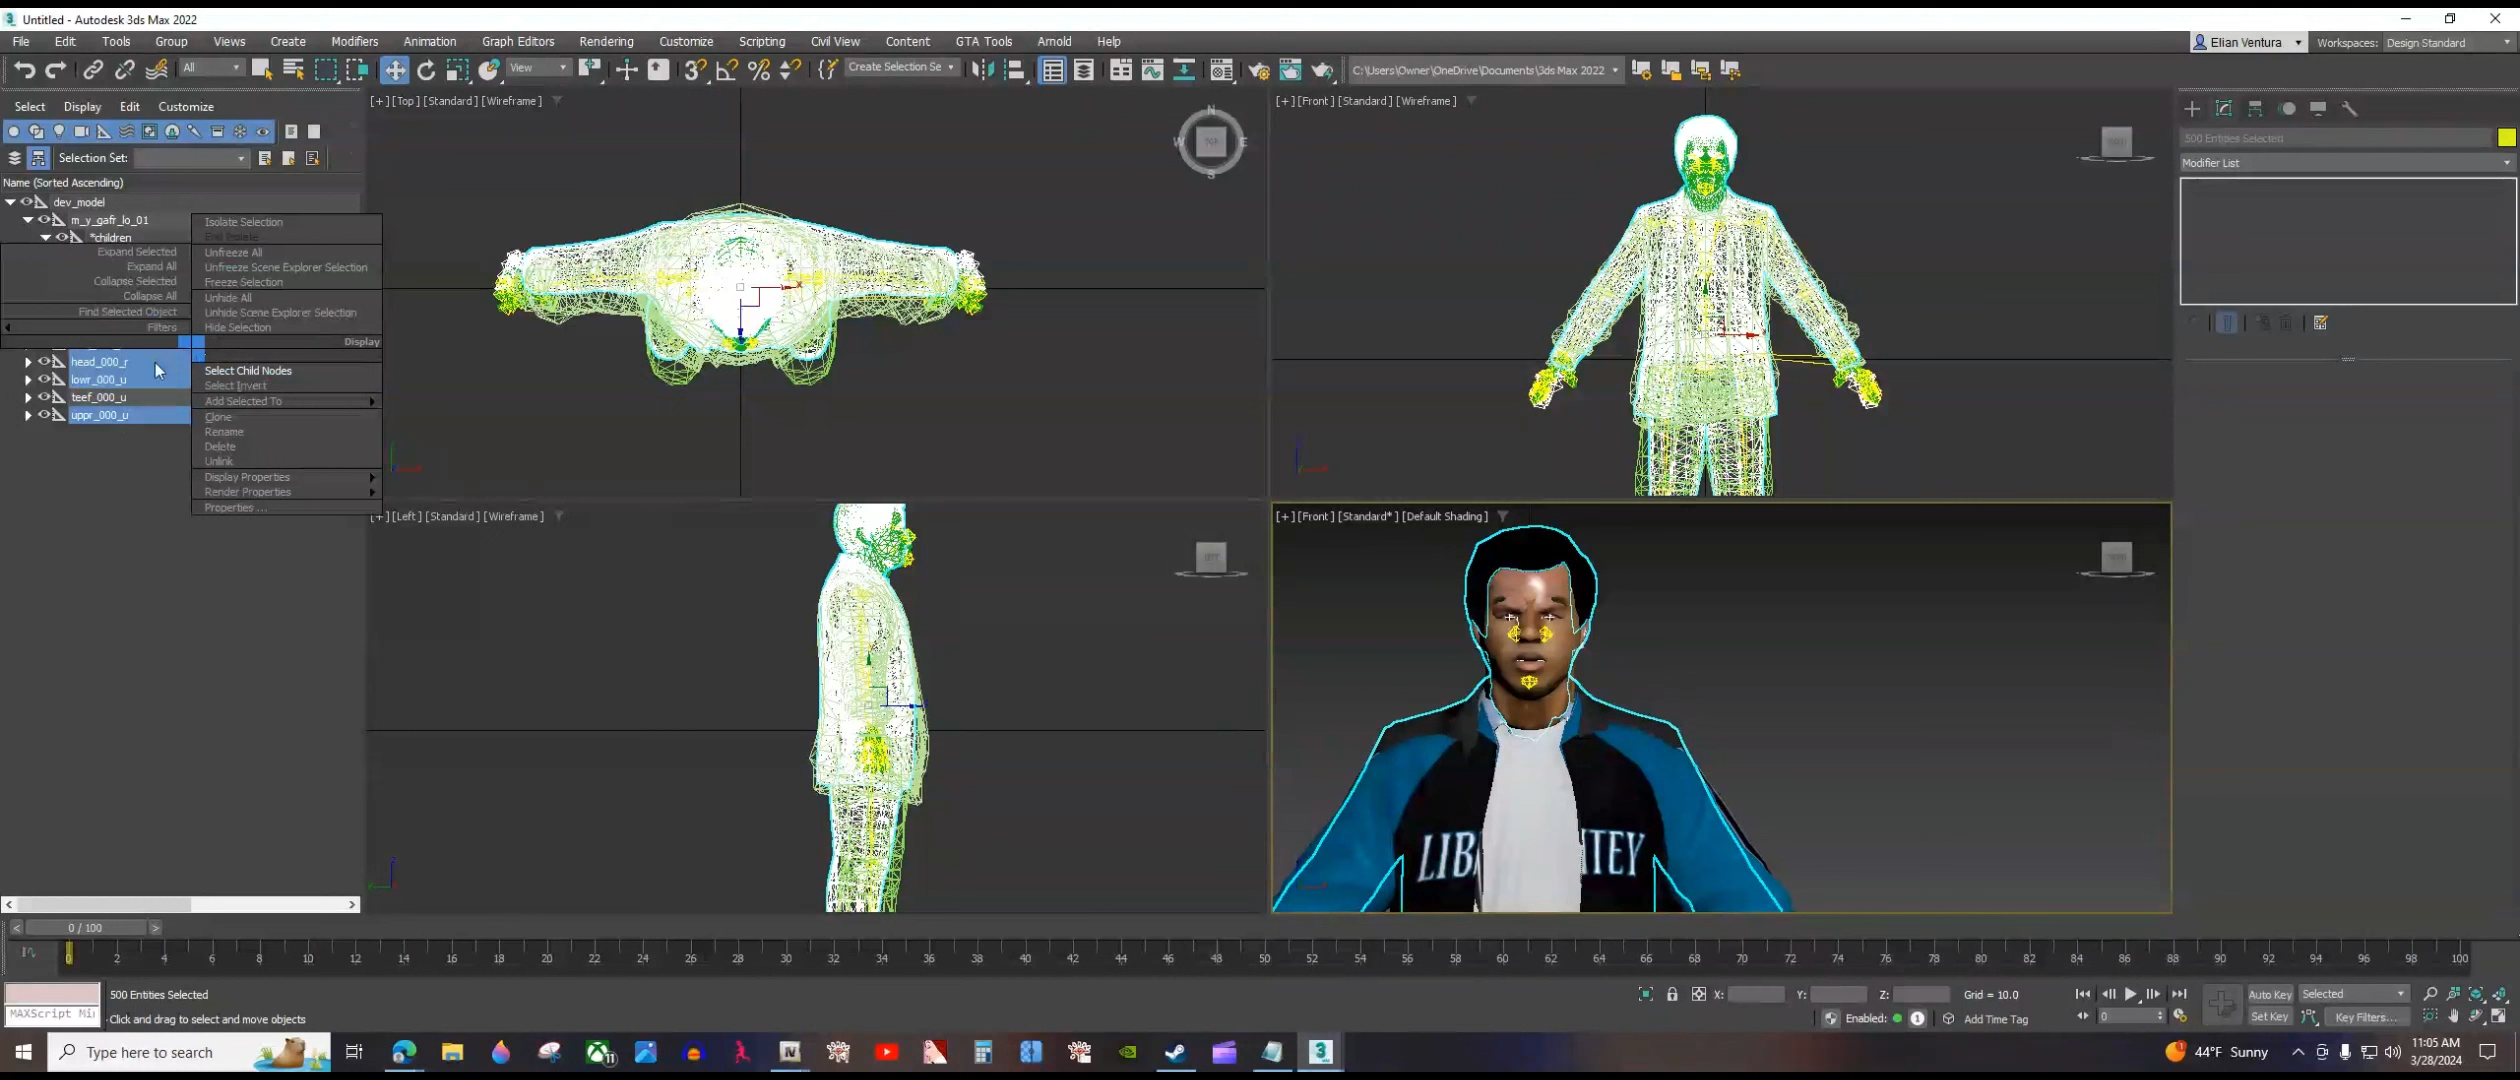 Untitled - Autodesk 3ds Max 2022
File Edit Tools Group Views Create Modifiers Animation Graph Editors Rendering Customize Scripting Civil View Content GTA Tools Arnold Help
Elian Ventura Workspaces: Design Standard
All View Create Selection Se C:\Users\Owner\OneDrive\Documents\3ds Max 2022
Select Display Edit Customize
[+] [Top] [Standard] [Wireframe]
[+] [Front] [Standard] [Wireframe]
500 Entities Selected
Selection Set:
Modifier List
Name (Sorted Ascending)
dev_model
m_y_gafr_lo_01
*children
Expand Selected
Expand All
Collapse Selected
Collapse All
Find Selected Object
Filters
Isolate Selection
End Isolate
Unfreeze All
Unfreeze Scene Explorer Selection
Freeze Selection
Unhide All
Unhide Scene Explorer Selection
Hide Selection
Display
head_000_r
lowr_000_u
teef_000_u
uppr_000_u
Select Child Nodes
Select Invert
Add Selected To
Clone
Rename
Delete
Unlink
Display Properties
Render Properties
Properties ...
N
W TOP E
S
[+] [Left] [Standard] [Wireframe]
[+] [Front] [Standard*] [Default Shading]
LIB ITEY
0 / 100
0 2 4 6 8 10 12 14 16 18 20 22 24 26 28 30 32 34 36 38 40 42 44 46 48 50 52 54 56 58 60 62 64 66 68 70 72 74 76 78 80 82 84 86 88 90 92 94 96 98 100
500 Entities Selected
X: Y: Z: Grid = 10.0
Auto Key Selected
MAXScript Mi
Click and drag to select and move objects
Enabled: 1 Add Time Tag
0 Set Key Key Filters...
Type here to search
44°F Sunny
11:05 AM
3/28/2024